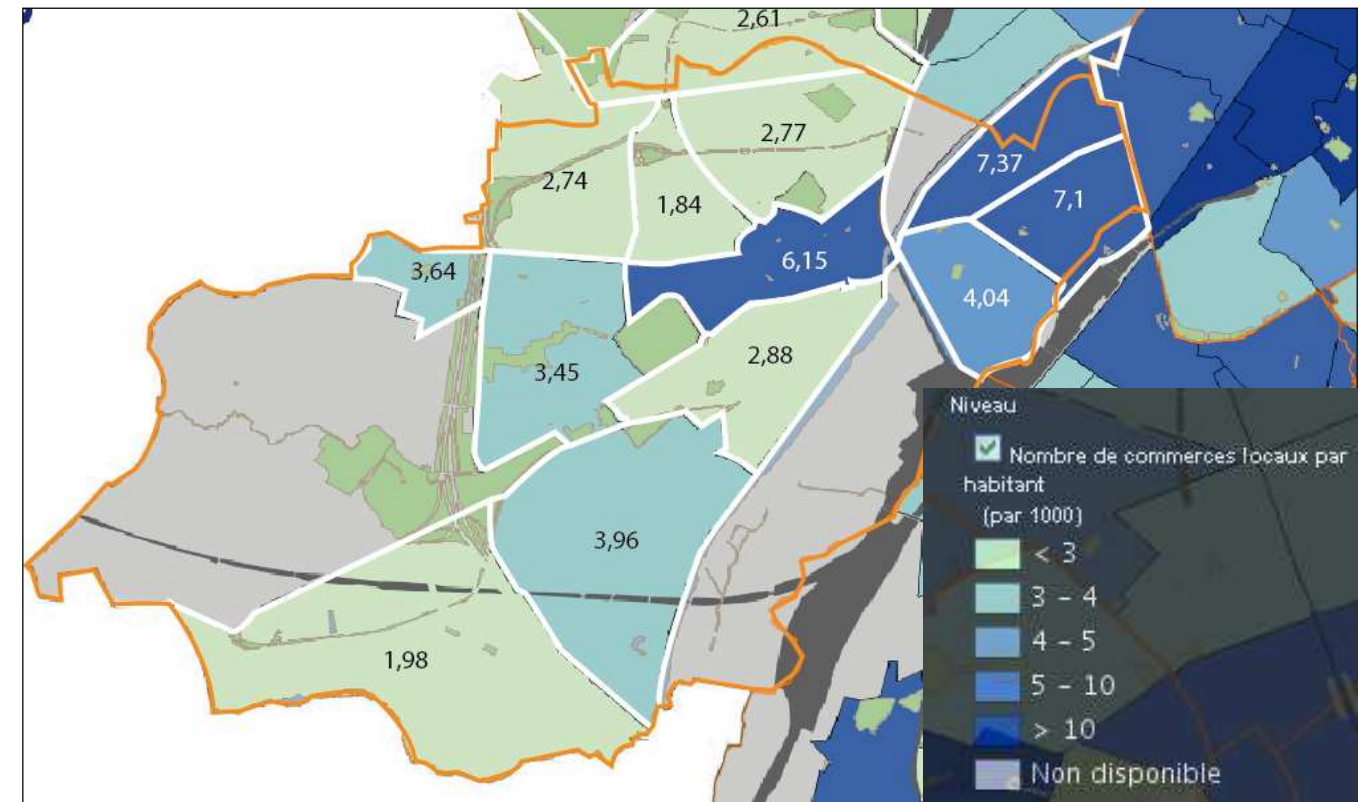 2,61
2,77
7,37
2,74
1,84
7,1
6,15
3,64
4,04
2,88
3,45
3,96
1,98
Niveau
Nombre de commerces locaux par
habitant
(par 1000)
< 3
3 - 4
4 - 5
5 - 10
> 10
Non disponible